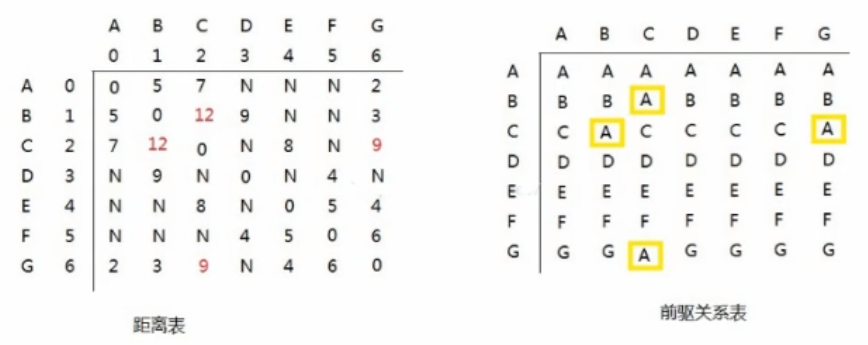 A B C D E F G
0 1 2 3 4 5 6
A 0 0 5 7 N N N 2
B 1 5 0 12 9 N N 3
C 2 7 12 0 N 8 N 9
D 3 N 9 N 0 N 4 N
E 4 N N 8 N 0 5 4
F 5 N N N 4 5 0 6
G 6 2 3 9 N 4 6 0
距离表
A B C D E F G
A A A A A A A A
B B B A B B B B
C C A C C C C A
D D D D D D D D
E E E E E E E E
F F F F F F F F
G G G A G G G G
前驱关系表